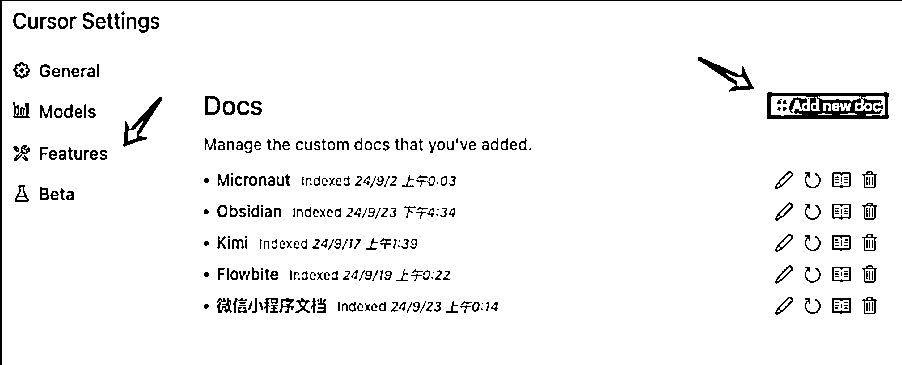 Cursor Settings
General
Models
Features
Beta
Docs
+ Add new doc
Manage the custom docs that you've added.
• Micronaut Indexed 24/9/2 上午0:03
• Obsidian Indexed 24/9/23 下午4:34
• Kimi Indexed 24/9/17 上午1:39
• Flowbite Indexed 24/9/19 上午0:22
• 微信小程序文档 Indexed 24/9/23 上午0:14